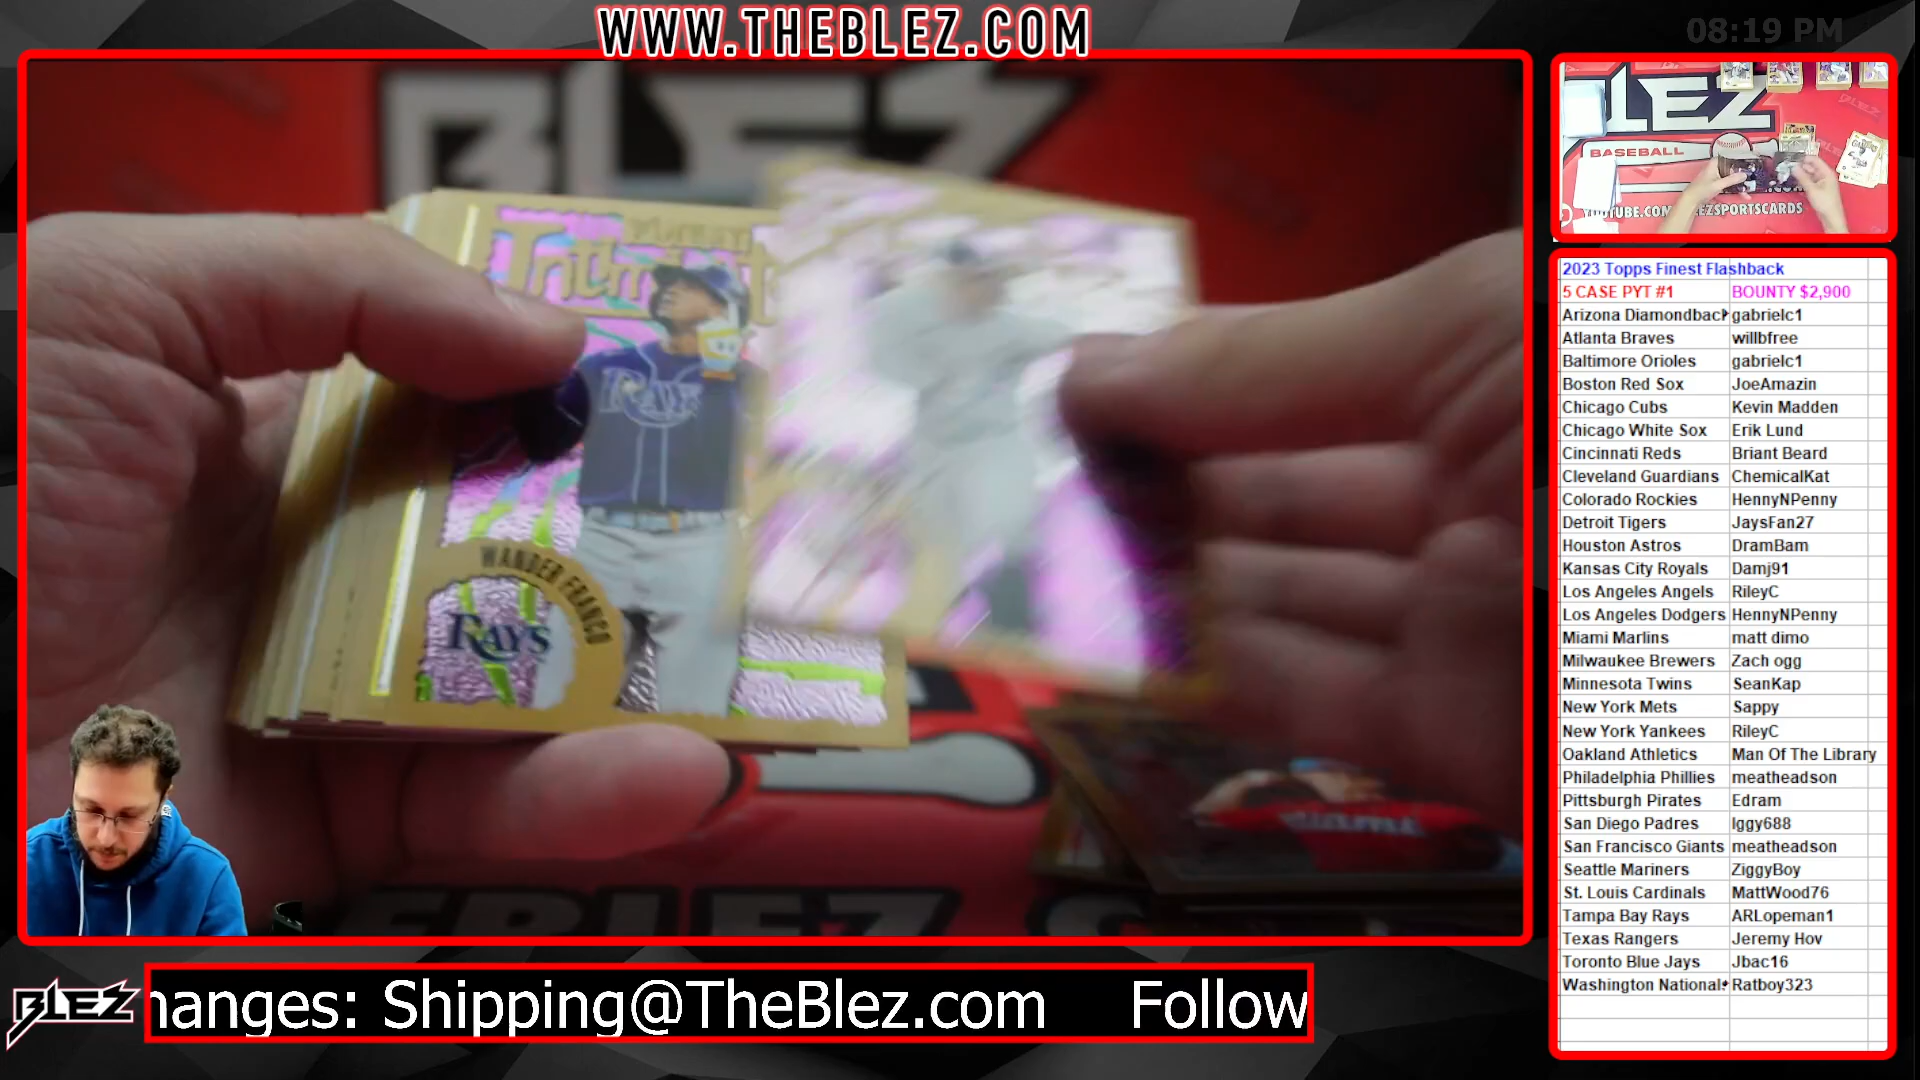 WWW.THEBLEZ.COM
08:19 PM
BLEZ
WANDER FRANCO
RAYS
RAYS
LEZ
BASEBALL
2023 Topps Finest Flashback
5 CASE PYT #1 BOUNTY $2,900
Arizona Diamondback gabrielc1
Atlanta Braves willbfree
Baltimore Orioles gabrielc1
Boston Red Sox JoeAmazin
Chicago Cubs Kevin Madden
Chicago White Sox Erik Lund
Cincinnati Reds Briant Beard
Cleveland Guardians ChemicalKat
Colorado Rockies HennyNPenny
Detroit Tigers JaysFan27
Houston Astros DramBam
Kansas City Royals Damj91
Los Angeles Angels RileyC
Los Angeles Dodgers HennyNPenny
Miami Marlins matt dimo
Milwaukee Brewers Zach ogg
Minnesota Twins SeanKap
New York Mets Sappy
New York Yankees RileyC
Oakland Athletics Man Of The Library
Philadelphia Phillies meatheadson
Pittsburgh Pirates Edram
San Diego Padres Iggy688
San Francisco Giants meatheadson
Seattle Mariners ZiggyBoy
St. Louis Cardinals MattWood76
Tampa Bay Rays ARLopeman1
Texas Rangers Jeremy Hov
Toronto Blue Jays Jbac16
Washington Nationals Ratboy323
BLEZ
hanges: Shipping@TheBlez.com Follow